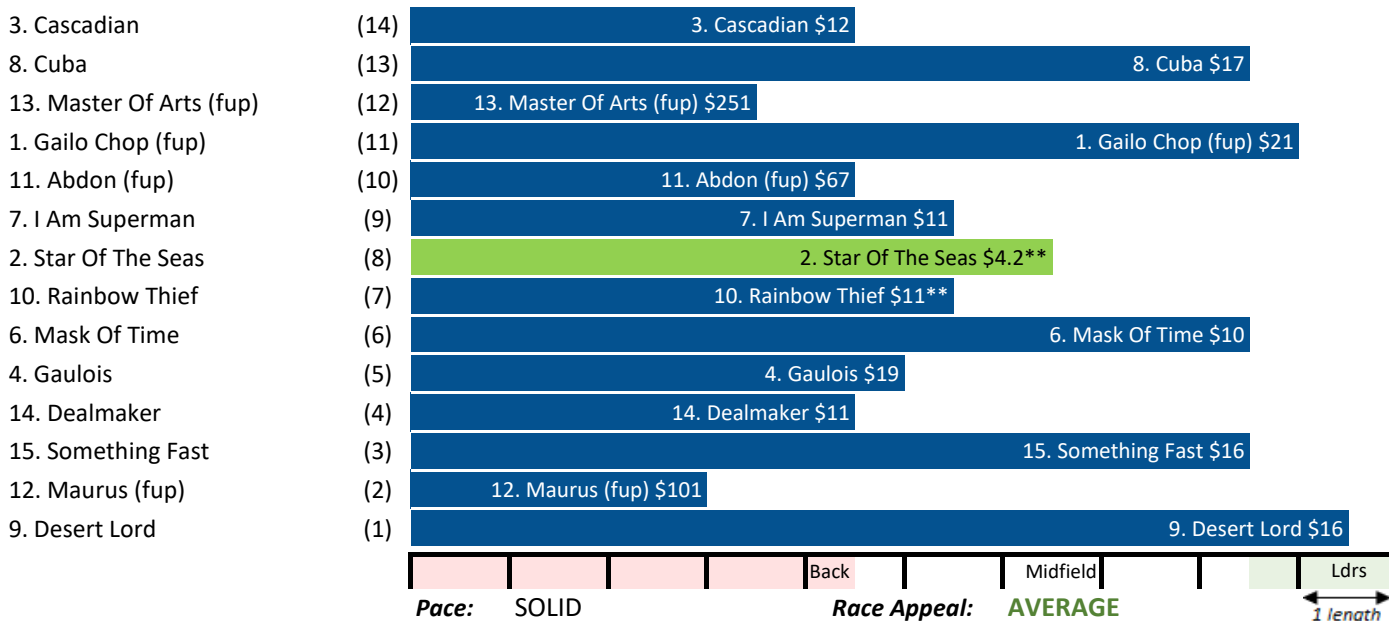 3. Cascadian (14) 3. Cascadian $12
8. Cuba (13) 8. Cuba $17
13. Master Of Arts (fup) (12) 13. Master Of Arts (fup) $251
1. Gailo Chop (fup) (11) 1. Gailo Chop (fup) $21
11. Abdon (fup) (10) 11. Abdon (fup) $67
7. I Am Superman (9) 7. I Am Superman $11
2. Star Of The Seas (8) 2. Star Of The Seas $4.2**
10. Rainbow Thief (7) 10. Rainbow Thief $11**
6. Mask Of Time (6) 6. Mask Of Time $10
4. Gaulois (5) 4. Gaulois $19
14. Dealmaker (4) 14. Dealmaker $11
15. Something Fast (3) 15. Something Fast $16
12. Maurus (fup) (2) 12. Maurus (fup) $101
9. Desert Lord (1) 9. Desert Lord $16
Back Midfield Ldrs
Pace: SOLID Race Appeal: AVERAGE 1 length